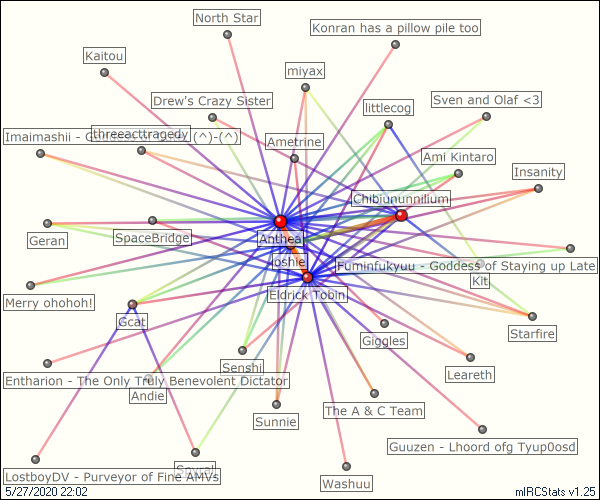 North Star
Konran has a pillow pile too
Kaitou
miyax
Drew's Crazy Sister
littlecog
Sven and Olaf <3
Imaimashii - Goddess of (^)-(^)
threeacttragedy
Ametrine
Ami Kintaro
Insanity
Chibiununnilium
Geran
SpaceBridge
Anthea
Joshie
Fuminfukyuu - Goddess of Staying up Late
Kit
Eldrick Tobin
Merry ohohoh!
Gcat
Starfire
Giggles
Senshi
Entharion - The Only Truly Benevolent Dictator
Leareth
Andie
The A & C Team
Sunnie
Guuzen - Lhoord ofg Tyup0osd
Spyral
LostboyDV - Purveyor of Fine AMVs
Washuu
5/27/2020 22:02
mIRCStats v1.25